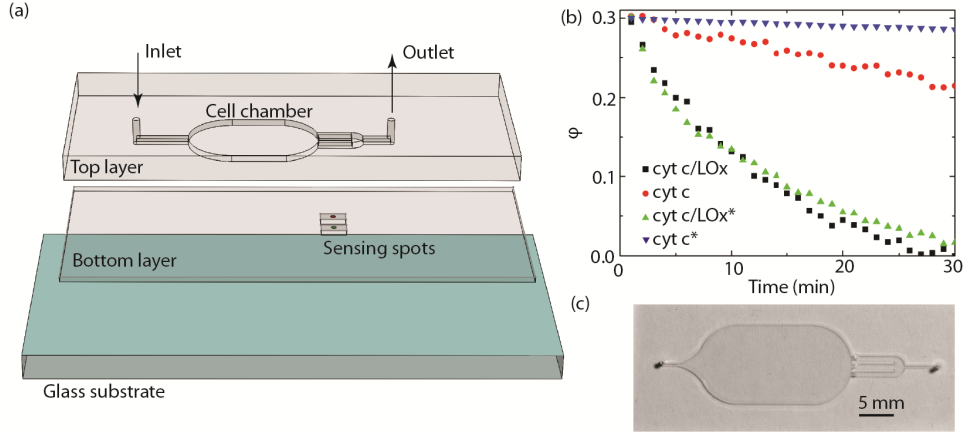 (a)
Inlet
Outlet
Cell chamber
Top layer
Sensing spots
Bottom layer
Glass substrate
(b)
0.3
0.2
0.1
0.0
φ
cyt c/LOx
cyt c
cyt c/LOx*
cyt c*
0 10 20 30
Time (min)
(c)
5 mm